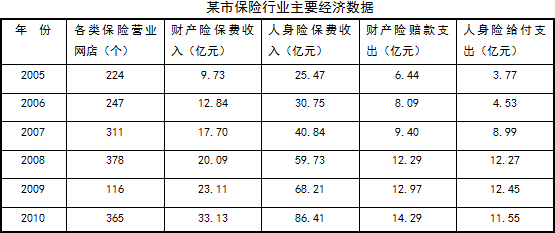 某市保险行业主要经济数据
年 份 各类保险营业网店（个） 财产险保费收入（亿元） 人身险保费收入（亿元） 财产险赔款支出（亿元） 人身险给付支出（亿元）
2005 224 9.73 25.47 6.44 3.77
2006 247 12.84 30.75 8.09 4.53
2007 311 17.70 40.84 9.40 8.99
2008 378 20.09 59.73 12.29 12.27
2009 116 23.11 68.21 12.97 12.45
2010 365 33.13 86.41 14.29 11.55